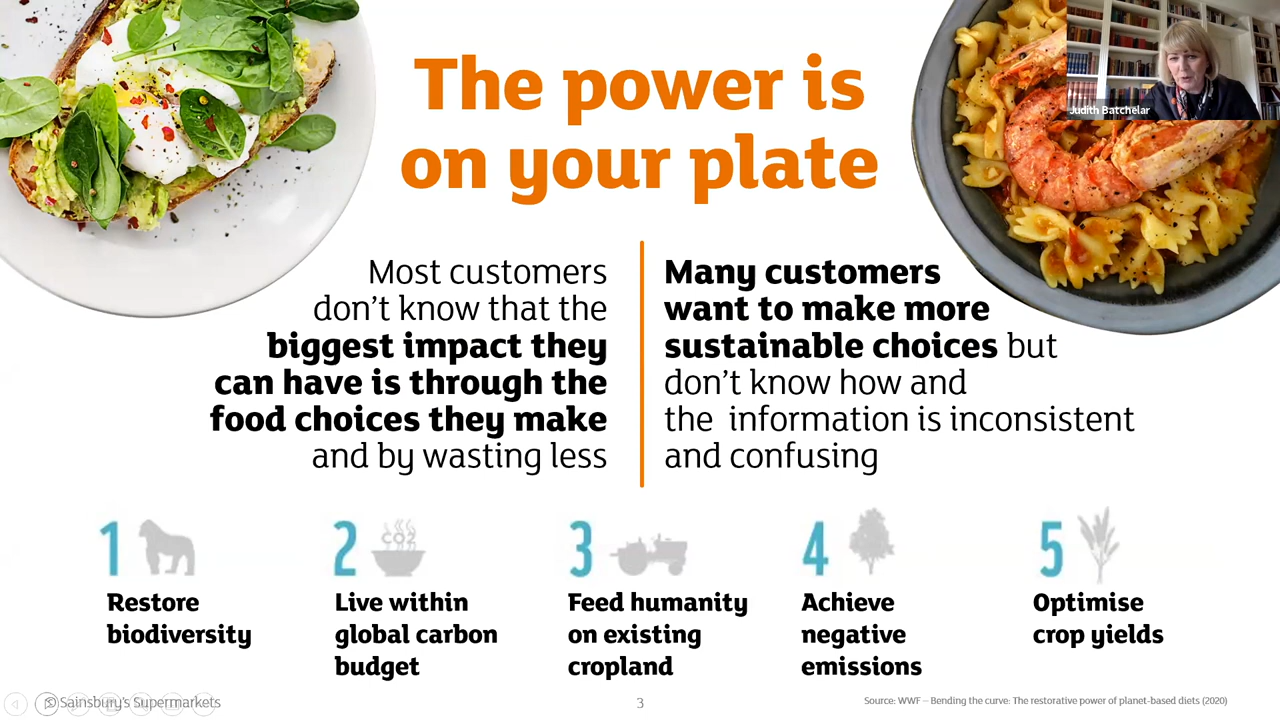 The power is
on your plate
Judith Batchelar
Most customers
don't know that the
biggest impact they
can have is through the
food choices they make
and by wasting less
Many customers
want to make more
sustainable choices but
don't know how and
the information is inconsistent
and confusing
1
Restore
biodiversity
2
CO2
Live within
global carbon
budget
3
Feed humanity
on existing
cropland
4
Achieve
negative
emissions
5
Optimise
crop yields
Sainsbury's Supermarkets
3
Source: WWF – Bending the curve: The restorative power of planet-based diets (2020)